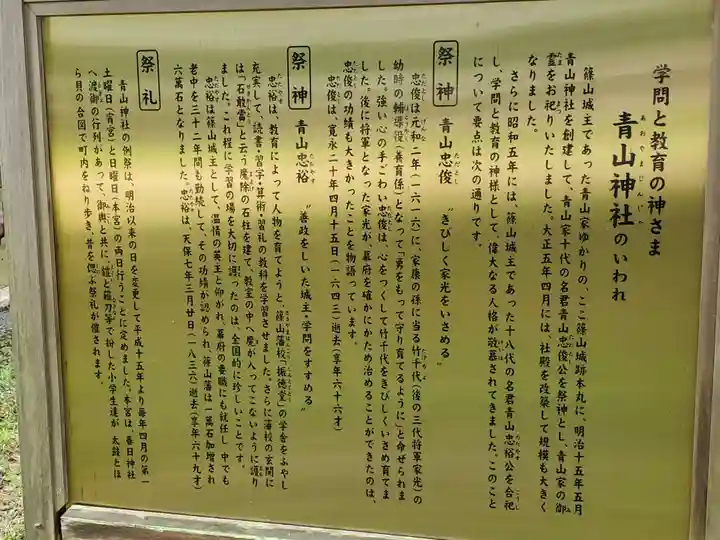 学問と教育の神さま
青山神社のいわれ
あおやまじんじゃ
篠山城主であった青山家ゆかりの、ここ篠山城跡本丸に、明治十五年五月
青山神社を創建して、青山家十代の名君青山忠俊公を祭神とし、青山家の御
霊をお祀りいたしました。大正五年四月には、社殿を改築して規模も大きく
なりました。
さらに昭和五年には、篠山城主であった十八代の名君青山忠裕公を合祀
し、学問と教育の神様として、偉大なる人格が敬慕されてきました。このこと
について要点は次の通りです。
祭神 青山忠俊 〝きびしく家光をいさめる〟
忠俊は元和二年(一六一六)に、家康の孫に当る竹千代(後の三代将軍家光)の
幼時の輔導役(養育係)となって「勇をもって守り育てるように」と命ぜられま
した。強い心の手ごわい忠俊は、心をつくして竹千代をきびしくいさめ育てま
した。後に将軍となった家光が、幕府を確かにかため治めることができたのは、
忠俊の功績も大きかったことを物語っています。
忠俊は、寛永二十年四月十五日(一六四三)逝去(享年六十六才)
祭神 青山忠裕 〝善政をしいた城主・学問をすすめる〟
忠裕は、教育によって人物を育てようと、篠山藩校「振徳堂」の学舎をふやし
充実して、読書・習字・算術・習礼の教科を学習させました。さらに藩校の玄関に
は「石敢當」と云う魔除の石柱を建て、教室の中へ魔が入ってこないように護り
ました。これ程に学習の場を大切に護ったのは、全国的に珍しいことです。
忠裕は篠山城主として、温情の英主と仰がれ、幕府の要職にも就任し、中でも
老中を三十二年間も勤続して、その功績が認められ、篠山藩は一万石加増され
六万石となりました。忠裕は、天保七年三月廿日(一八三六)逝去(享年六十九才)
祭礼
青山神社の例祭は、明治以来の日を変更して平成十五年より毎年四月の第一
土曜日(宵宮)と日曜日(本宮)の両日行うことに定めました。本宮は、春日神社
へ渡御の行列があって、御輿と共に、鎧と薙刀等で扮した小学生達が、太鼓とほ
ら貝の合図で町内をねり歩き、昔を偲ぶ祭礼が催されます。